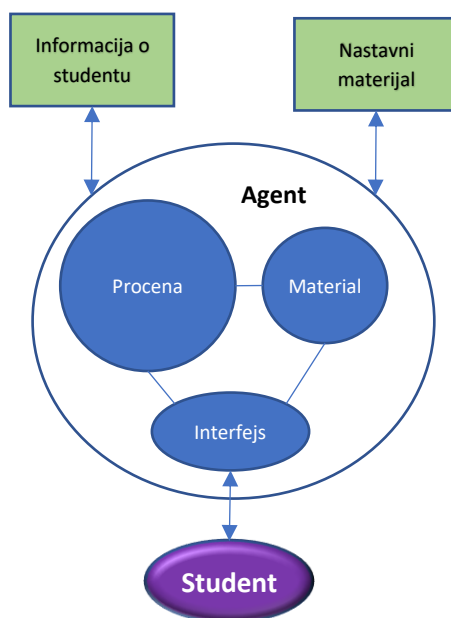 Informacija o
studentu
Nastavni
materijal
Agent
Procena
Material
Interfejs
Student